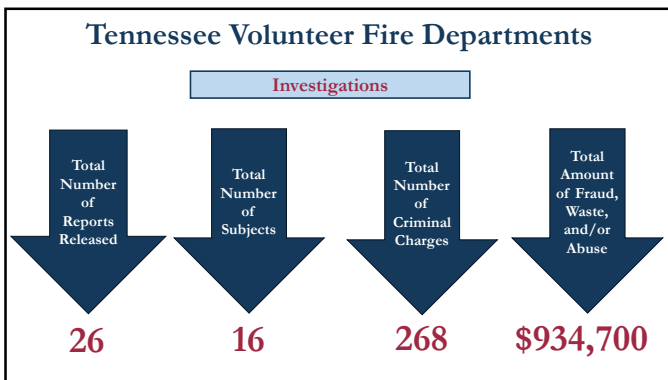 Tennessee Volunteer Fire Departments
Investigations
Total
Number
of
Reports
Released
Total
Number
of
Subjects
Total
Number
of
Criminal
Charges
Total
Amount
of Fraud,
Waste,
and/or
Abuse
26
16
268
$934,700